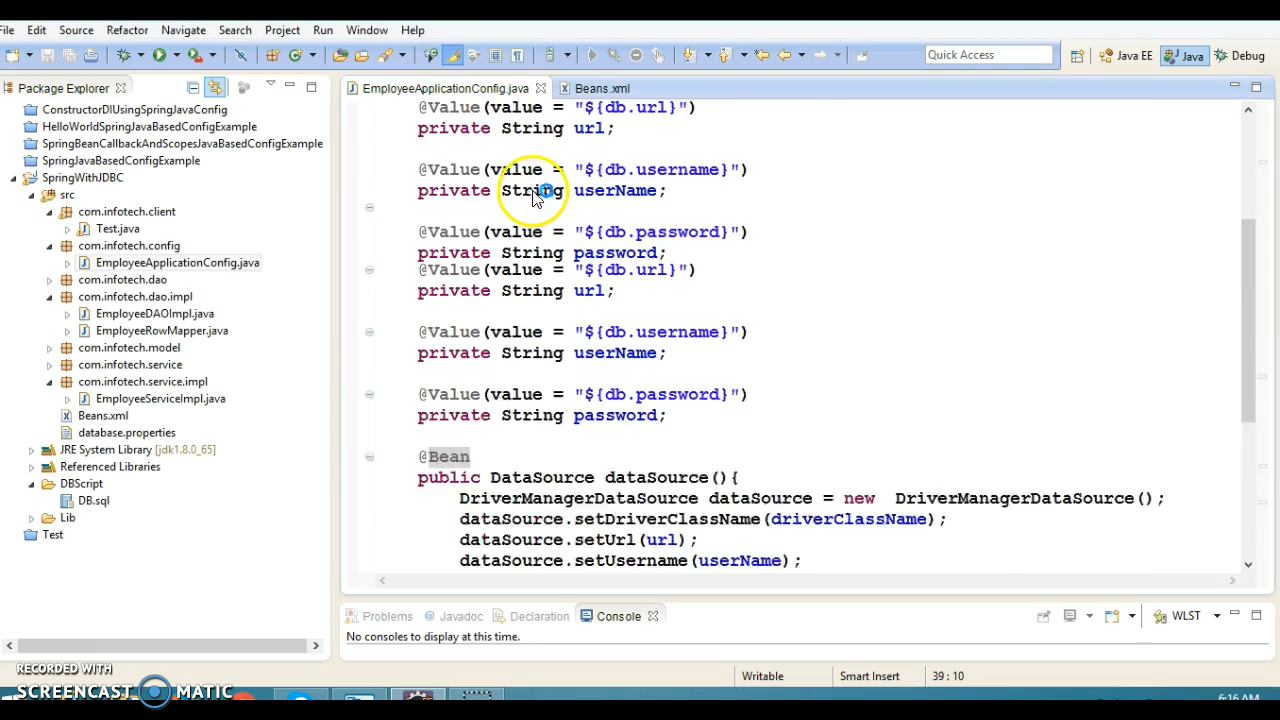 File Edit Source Refactor Navigate Search Project Run Window Help
Quick Access
Java EE
Java
Debug
Package Explorer
EmployeeApplicationConfig.java
Beans.xml
ConstructorDIUsingSpringJavaConfig
HelloWorldSpringJavaBasedConfigExample
SpringBeanCallbackAndScopesJavaBasedConfigExample
SpringJavaBasedConfigExample
SpringWithJDBC
src
com.infotech.client
Test.java
com.infotech.config
EmployeeApplicationConfig.java
com.infotech.dao
com.infotech.dao.impl
EmployeeDAOImpl.java
EmployeeRowMapper.java
com.infotech.model
com.infotech.service
com.infotech.service.impl
EmployeeServiceImpl.java
Beans.xml
database.properties
JRE System Library [jdk1.8.0_65]
Referenced Libraries
DBScript
DB.sql
Lib
Test
@Value(value = "${db.url}")
private String url;
@Value(value = "${db.username}")
private String userName;
@Value(value = "${db.password}")
private String password;
@Value(value = "${db.url}")
private String url;
@Value(value = "${db.username}")
private String userName;
@Value(value = "${db.password}")
private String password;
@Bean
public DataSource dataSource(){
DriverManagerDataSource dataSource = new  DriverManagerDataSource();
dataSource.setDriverClassName(driverClassName);
dataSource.setUrl(url);
dataSource.setUsername(userName);
Problems
Javadoc
Declaration
Console
WLST
No consoles to display at this time.
Writable
Smart Insert
39 : 10
RECORDED WITH
SCREENCAST MATIC
6:16 AM